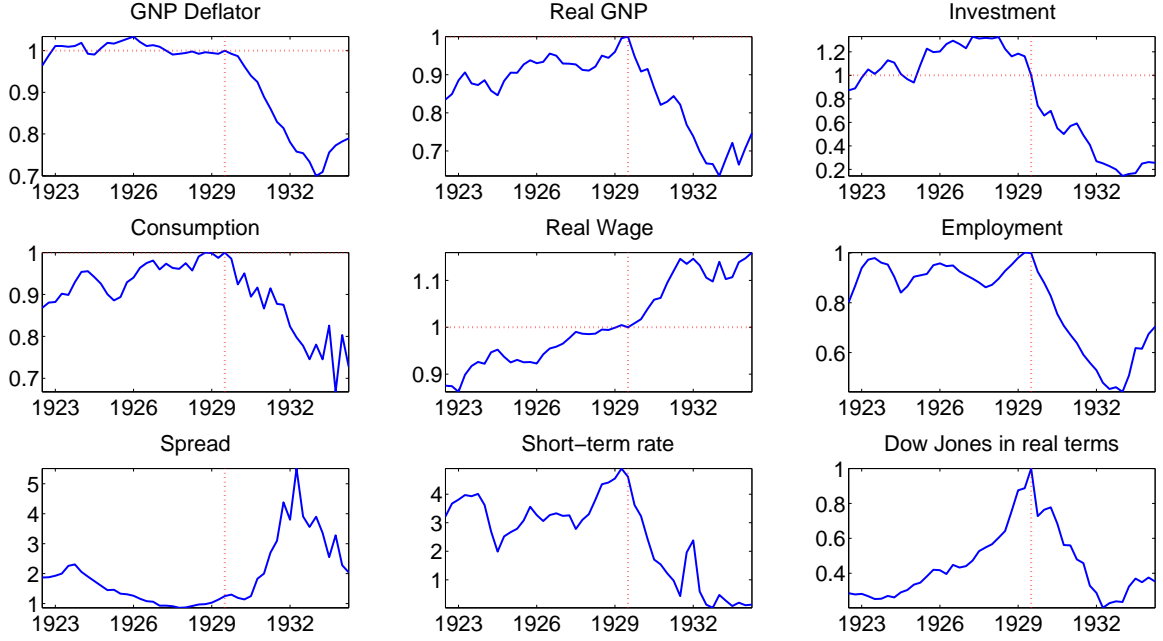 GNP Deflator
1
0.9
0.8
0.7
1923 1926 1929 1932
Real GNP
1
0.9
0.8
0.7
1923 1926 1929 1932
Investment
1.2
1
0.8
0.6
0.4
0.2
1923 1926 1929 1932
Consumption
1
0.9
0.8
0.7
1923 1926 1929 1932
Real Wage
1.1
1
0.9
1923 1926 1929 1932
Employment
1
0.8
0.6
1923 1926 1929 1932
Spread
5
4
3
2
1
1923 1926 1929 1932
Short−term rate
4
3
2
1
1923 1926 1929 1932
Dow Jones in real terms
1
0.8
0.6
0.4
1923 1926 1929 1932